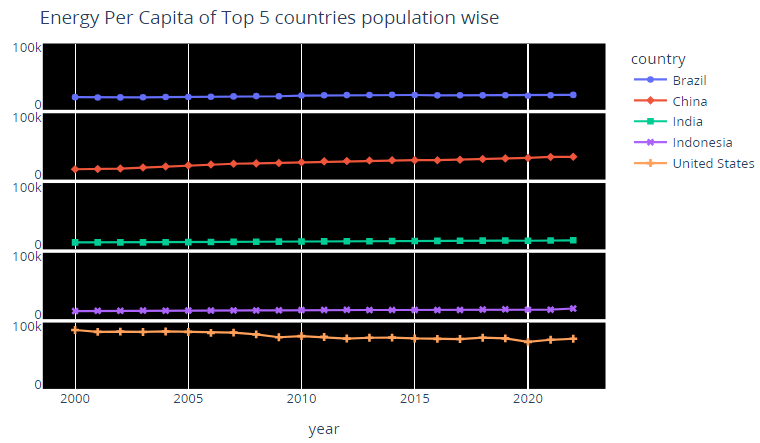 Energy Per Capita of Top 5 countries population wise
100k
0
100k
0
100k
0
100k
0
100k
0
2000 2005 2010 2015 2020
year
country
Brazil
China
India
Indonesia
United States